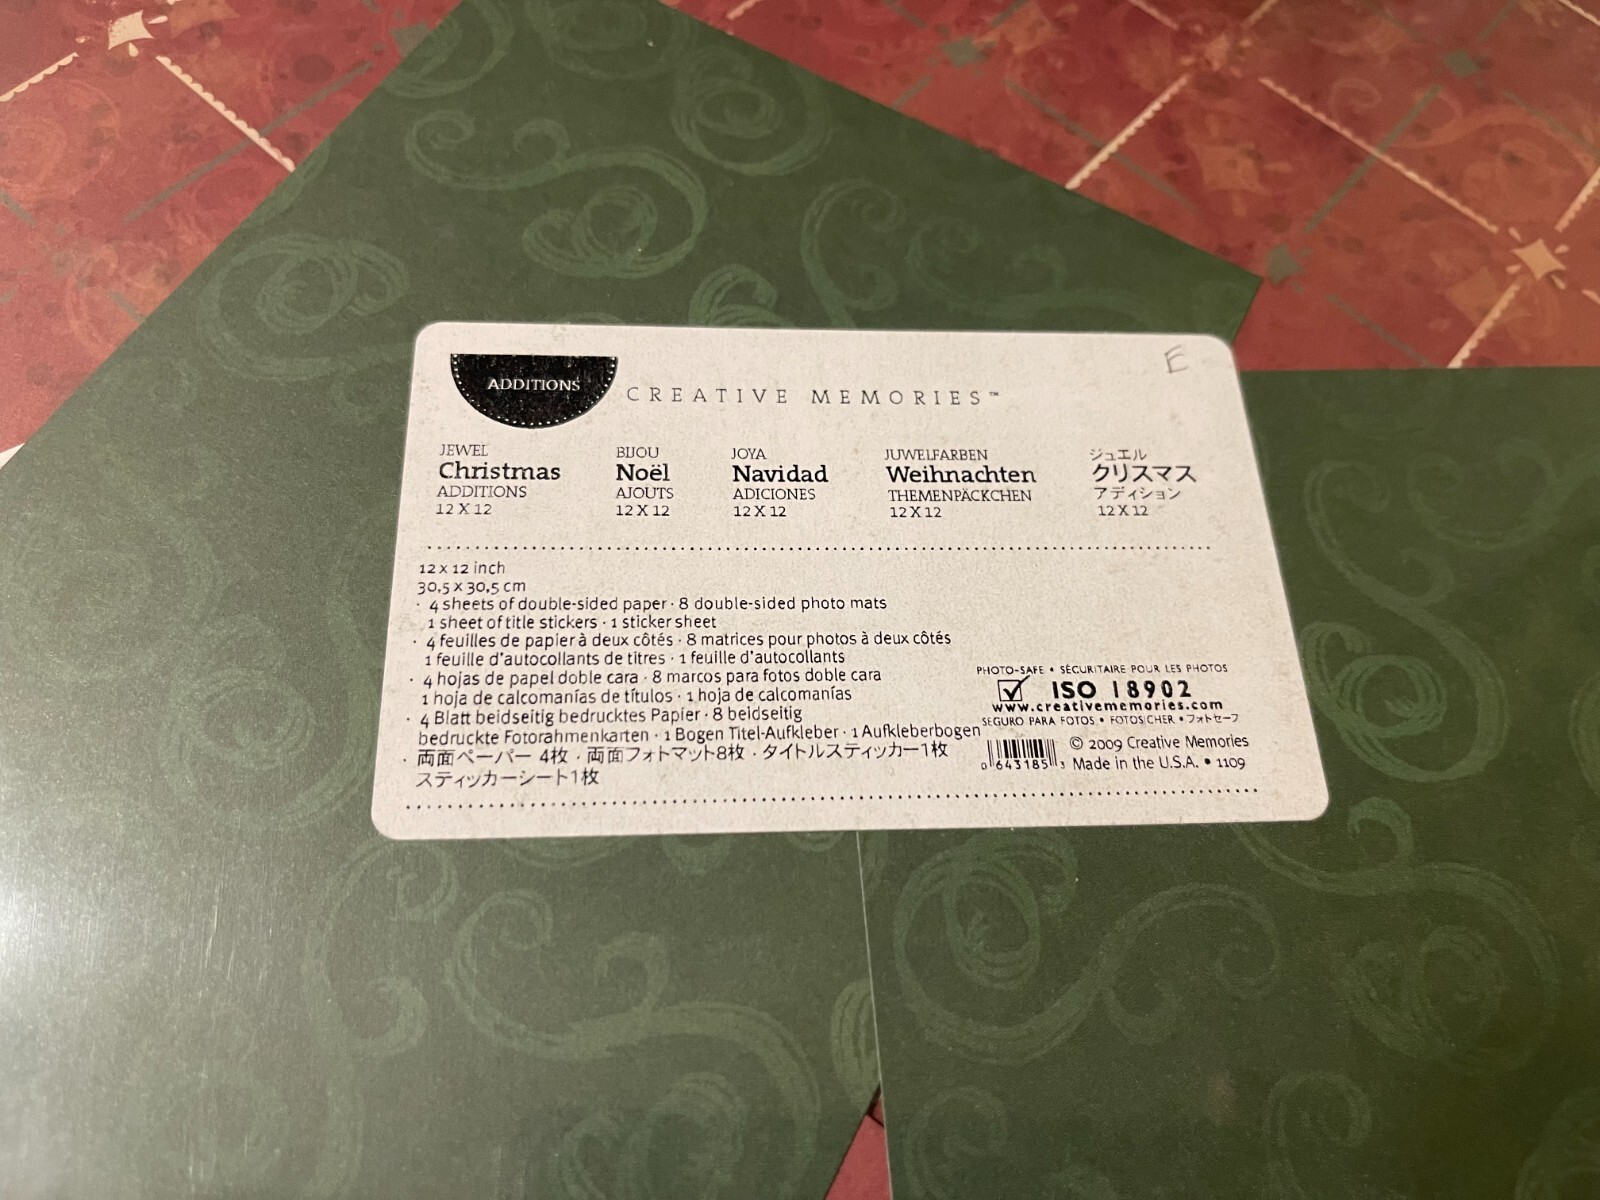 E
ADDITIONS CREATIVE MEMORIES™
JEWEL
Christmas
ADDITIONS
12 X 12
BIJOU
Noël
AJOUTS
12 X 12
JOYA
Navidad
ADICIONES
12 X 12
JUWELFARBEN
Weihnachten
THEMENPÄCKCHEN
12 X 12
ジュエル
クリスマス
アディション
12 X 12
12 x 12 inch
30,5 x 30,5 cm
· 4 sheets of double-sided paper · 8 double-sided photo mats
1 sheet of title stickers · 1 sticker sheet
· 4 feuilles de papier à deux côtés · 8 matrices pour photos à deux côtés
1 feuille d'autocollants de titres · 1 feuille d'autocollants
· 4 hojas de papel doble cara · 8 marcos para fotos doble cara
1 hoja de calcomanías de títulos · 1 hoja de calcomanías
· 4 Blatt beidseitig bedrucktes Papier · 8 beidseitig
bedruckte Fotorahmenkarten · 1 Bogen Titel-Aufkleber · 1 Aufkleberbogen
· 両面ペーパー 4枚 · 両面フォトマット8枚 · タイトルステッカー1枚
ステッカーシート1枚
PHOTO-SAFE • SÉCURITAIRE POUR LES PHOTOS
ISO 18902
www.creativememories.com
SEGURO PARA FOTOS • FOTOSICHER • フォトセーフ
0 643185 3
© 2009 Creative Memories
Made in the U.S.A. • 1109